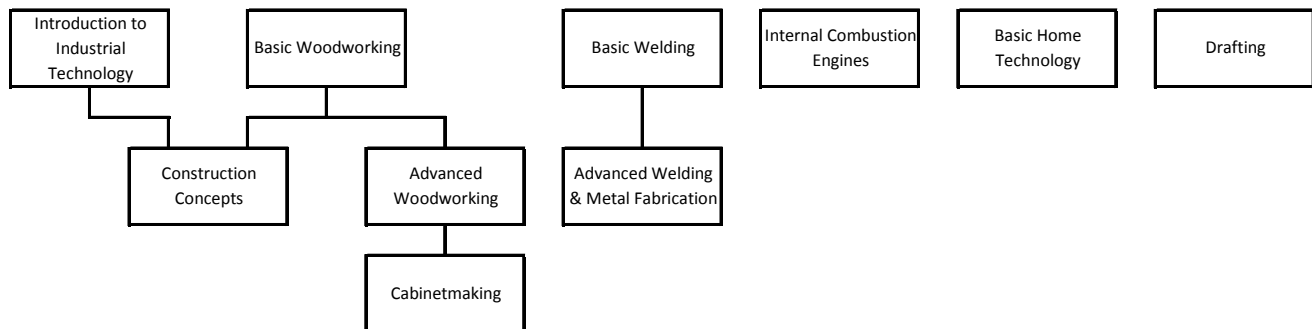 Introduction to
Industrial
Technology
Basic Woodworking
Basic Welding
Internal Combustion
Engines
Basic Home
Technology
Drafting
Construction
Concepts
Advanced
Woodworking
Advanced Welding
& Metal Fabrication
Cabinetmaking